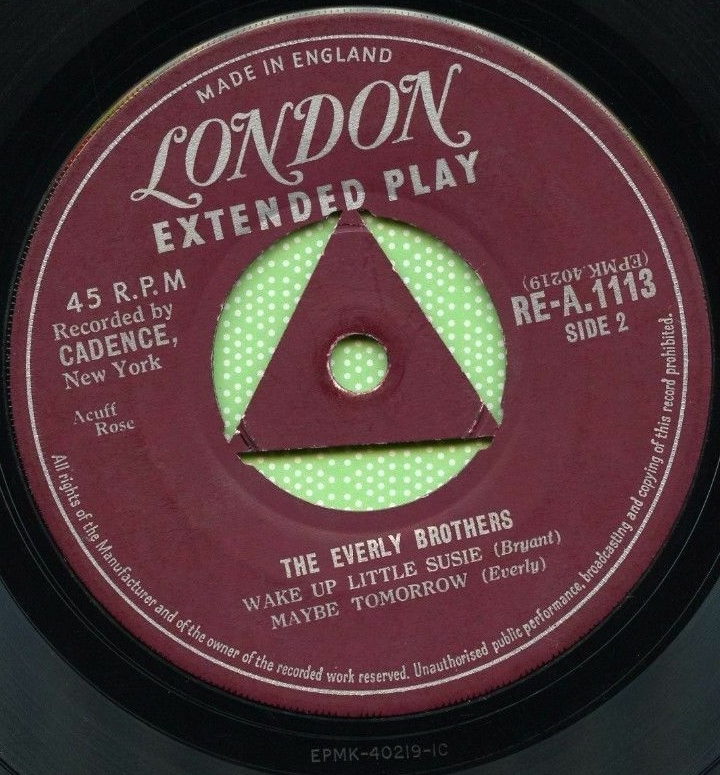 MADE IN ENGLAND
LONDON
EXTENDED PLAY
45 R.P.M
Recorded by
CADENCE,
New York
Acuff
Rose
(EPMK.40219)
RE-A.1113
SIDE 2
THE EVERLY BROTHERS
WAKE UP LITTLE SUSIE (Bryant)
MAYBE TOMORROW (Everly)
All rights of the Manufacturer and of the owner of the recorded work reserved. Unauthorised public performance, broadcasting and copying of this record prohibited.
EPMK-40219-1C